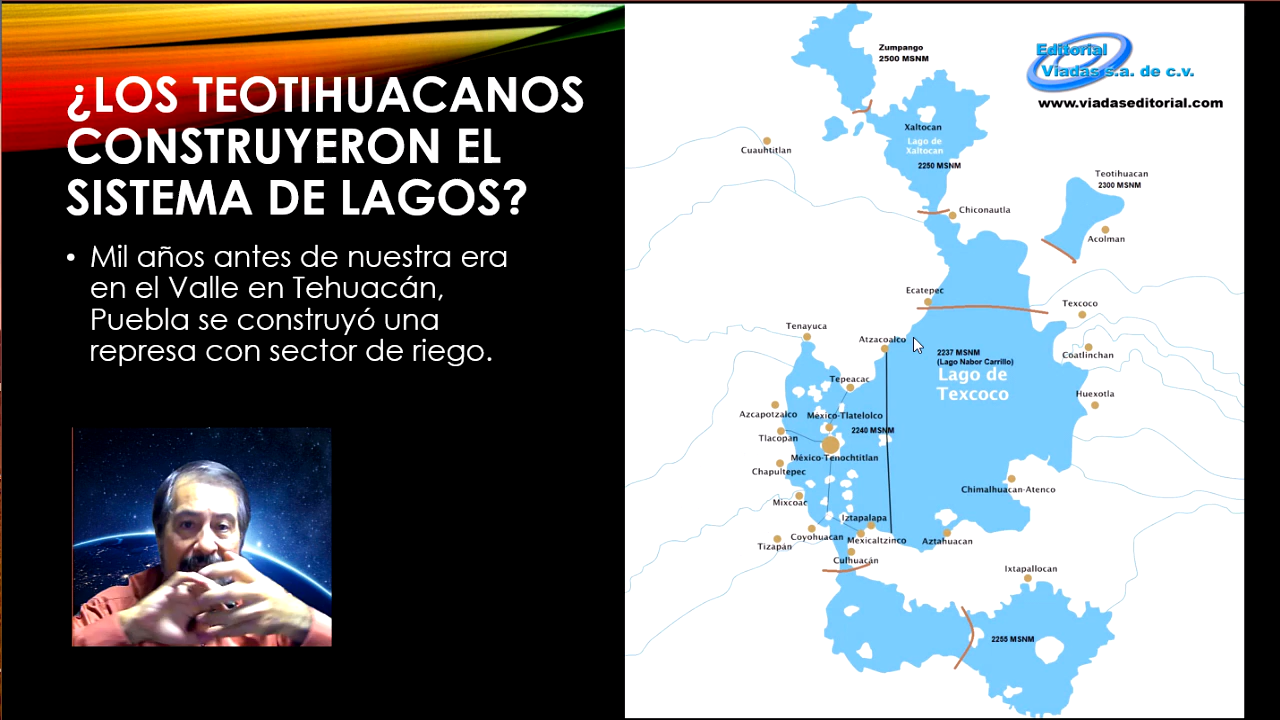 ¿LOS TEOTIHUACANOS
CONSTRUYERON EL
SISTEMA DE LAGOS?
• Mil años antes de nuestra era
en el Valle en Tehuacán,
Puebla se construyó una
represa con sector de riego.
Zumpango
2500 MSNM
Editorial
Viadas s.a. de c.v.
www.viadaseditorial.com
Xaltocan
Lago de
Xaltocan
2250 MSNM
Cuauhtitlan
Teotihuacan
2300 MSNM
Chiconautla
Acolman
Ecatepec
Texcoco
Tenayuca
Atzacoalco
2237 MSNM
(Lago Nabor Carrillo)
Lago de
Texcoco
Coatlinchan
Tepeacac
Huexotla
Azcapotzalco
México-Tlatelolco
2240 MSNM
Tlacopan
México-Tenochtitlan
Chapultepec
Chimalhuacan-Atenco
Mixcoac
Iztapalapa
Coyohuacan
Mexicaltzinco
Aztahuacan
Tizapan
Culhuacán
Ixtapallocan
2255 MSNM